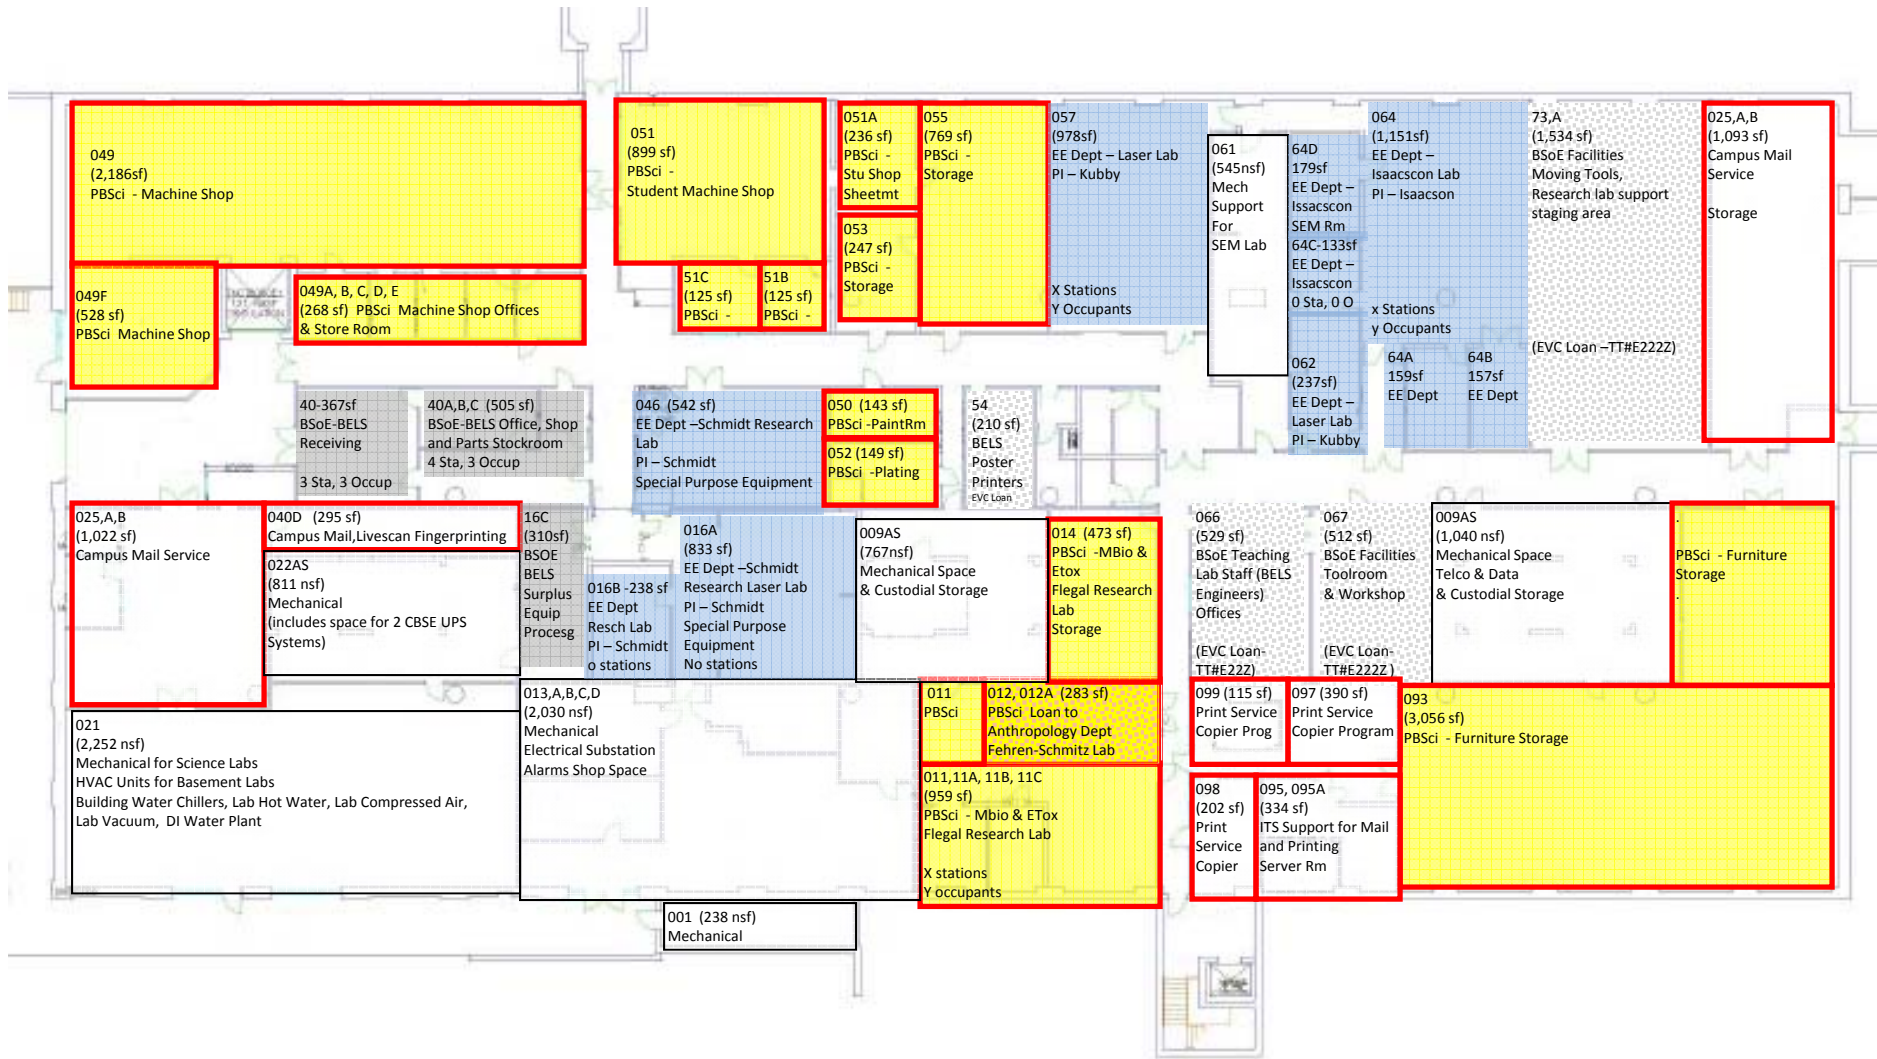 049
(2,186sf)
PBSci - Machine Shop
049F
(528 sf)
PBSci Machine Shop
049A, B, C, D, E
(268 sf) PBSci Machine Shop Offices
& Store Room
051
(899 sf)
PBSci -
Student Machine Shop
51C
(125 sf)
PBSci -
51B
(125 sf)
PBSci -
051A
(236 sf)
PBSci -
Stu Shop
Sheetmt
053
(247 sf)
PBSci -
Storage
055
(769 sf)
PBSci -
Storage
057
(978sf)
EE Dept – Laser Lab
PI – Kubby
X Stations
Y Occupants
061
(545nsf)
Mech
Support
For
SEM Lab
64D
179sf
EE Dept –
Issacscon
SEM Rm
64C-133sf
EE Dept –
Issacscon
0 Sta, 0 O
062
(237sf)
EE Dept –
Laser Lab
PI – Kubby
064
(1,151sf)
EE Dept –
Isaacscon Lab
PI – Isaacson
x Stations
y Occupants
64A
159sf
EE Dept
64B
157sf
EE Dept
73,A
(1,534 sf)
BSoE Facilities
Moving Tools,
Research lab support
staging area
(EVC Loan –TT#E222Z)
025,A,B
(1,093 sf)
Campus Mail
Service
Storage
40-367sf
BSoE-BELS
Receiving
3 Sta, 3 Occup
40A,B,C (505 sf)
BSoE-BELS Office, Shop
and Parts Stockroom
4 Sta, 3 Occup
046 (542 sf)
EE Dept –Schmidt Research
Lab
PI – Schmidt
Special Purpose Equipment
050 (143 sf)
PBSci -PaintRm
052 (149 sf)
PBSci -Plating
54
(210 sf)
BELS
Poster
Printers
EVC Loan
025,A,B
(1,022 sf)
Campus Mail Service
040D (295 sf)
Campus Mail,Livescan Fingerprinting
022AS
(811 nsf)
Mechanical
(includes space for 2 CBSE UPS
Systems)
16C
(310sf)
BSOE
BELS
Surplus
Equip
Procesg
016B -238 sf
EE Dept
Resch Lab
PI – Schmidt
o stations
016A
(833 sf)
EE Dept –Schmidt
Research Laser Lab
PI – Schmidt
Special Purpose
Equipment
No stations
009AS
(767nsf)
Mechanical Space
& Custodial Storage
014 (473 sf)
PBSci -MBio &
Etox
Flegal Research
Lab
Storage
066
(529 sf)
BSoE Teaching
Lab Staff (BELS
Engineers)
Offices
(EVC Loan-
TT#E22Z)
067
(512 sf)
BSoE Facilities
Toolroom
& Workshop
(EVC Loan-
TT#E222Z )
009AS
(1,040 nsf)
Mechanical Space
Telco & Data
& Custodial Storage
.
PBSci - Furniture
Storage
.
021
(2,252 nsf)
Mechanical for Science Labs
HVAC Units for Basement Labs
Building Water Chillers, Lab Hot Water, Lab Compressed Air,
Lab Vacuum, DI Water Plant
013,A,B,C,D
(2,030 nsf)
Mechanical
Electrical Substation
Alarms Shop Space
011
PBSci
012, 012A (283 sf)
PBSci Loan to
Anthropology Dept
Fehren-Schmitz Lab
011,11A, 11B, 11C
(959 sf)
PBSci - Mbio & ETox
Flegal Research Lab
X stations
Y occupants
099 (115 sf)
Print Service
Copier Prog
097 (390 sf)
Print Service
Copier Program
093
(3,056 sf)
PBSci - Furniture Storage
098
(202 sf)
Print
Service
Copier
095, 095A
(334 sf)
ITS Support for Mail
and Printing
Server Rm
001 (238 nsf)
Mechanical